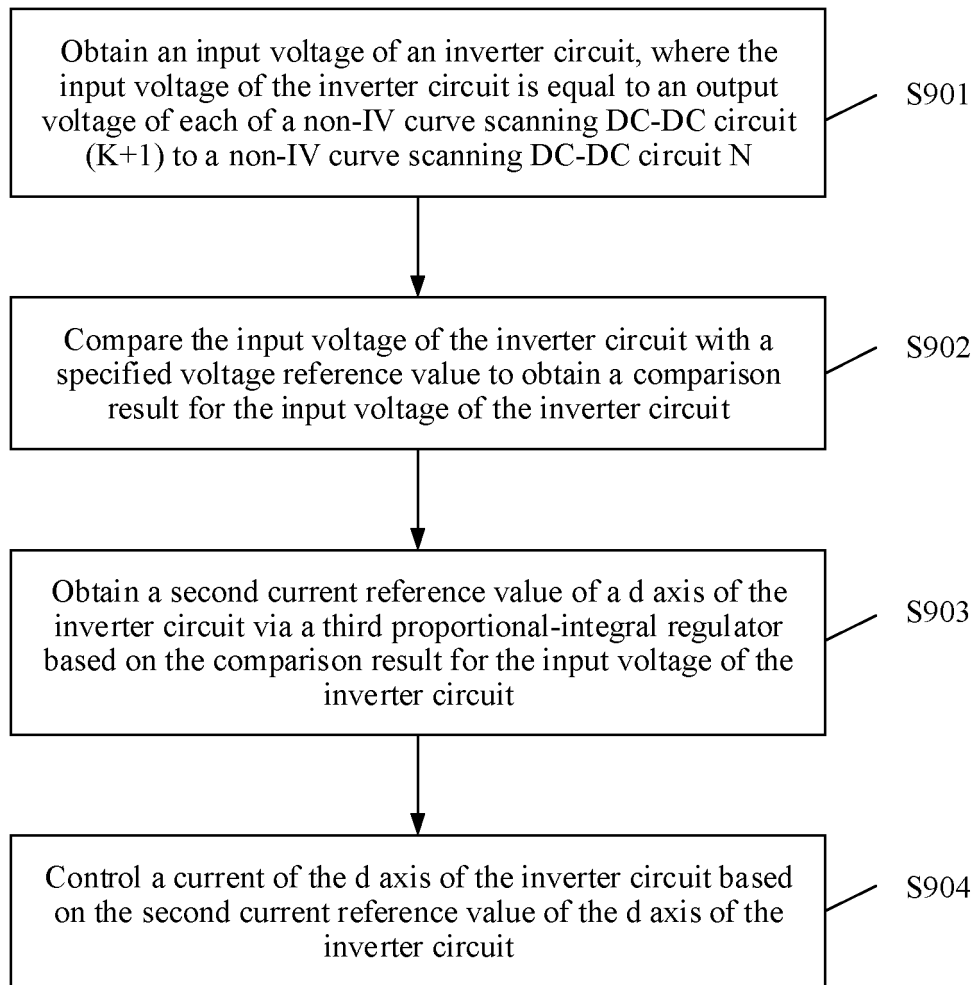 Obtain an input voltage of an inverter circuit, where the
input voltage of the inverter circuit is equal to an output
voltage of each of a non-IV curve scanning DC-DC circuit
(K+1) to a non-IV curve scanning DC-DC circuit N
S901
Compare the input voltage of the inverter circuit with a
specified voltage reference value to obtain a comparison
result for the input voltage of the inverter circuit
S902
Obtain a second current reference value of a d axis of the
inverter circuit via a third proportional-integral regulator
based on the comparison result for the input voltage of the
inverter circuit
S903
Control a current of the d axis of the inverter circuit based
on the second current reference value of the d axis of the
inverter circuit
S904